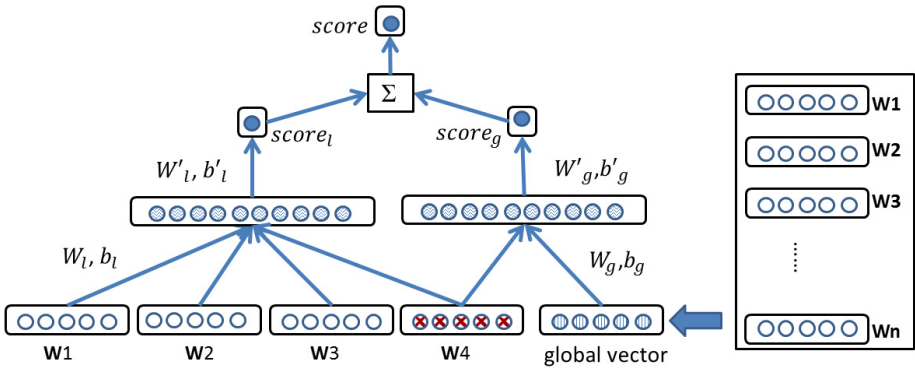 score
Σ
score_l
score_g
W'_l, b'_l
W'_g,b'_g
W_l, b_l
W_g,b_g
W1
W2
W3
W4
global vector
W1
W2
W3
......
Wn